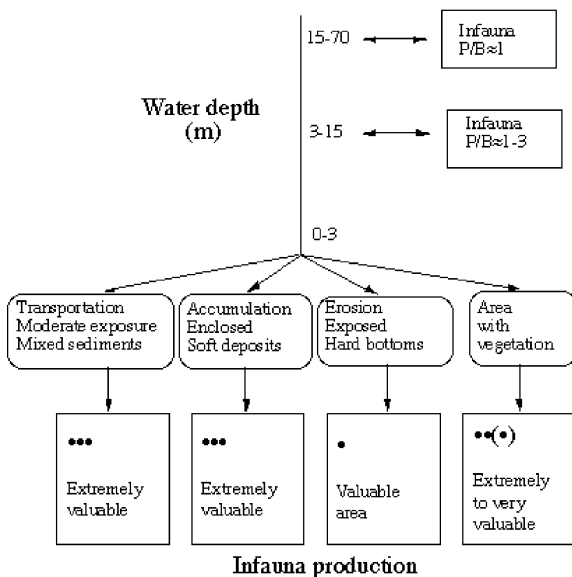 15-70
Infauna
P/B≈1
Water depth
(m)
3-15
Infauna
P/B≈1-3
0-3
Transportation
Moderate exposure
Mixed sediments
Accumulation
Enclosed
Soft deposits
Erosion
Exposed
Hard bottoms
Area
with
vegetation
•••
Extremely
valuable
•••
Extremely
valuable
•
Valuable
area
••(•)
Extremely
to very
valuable
Infauna production